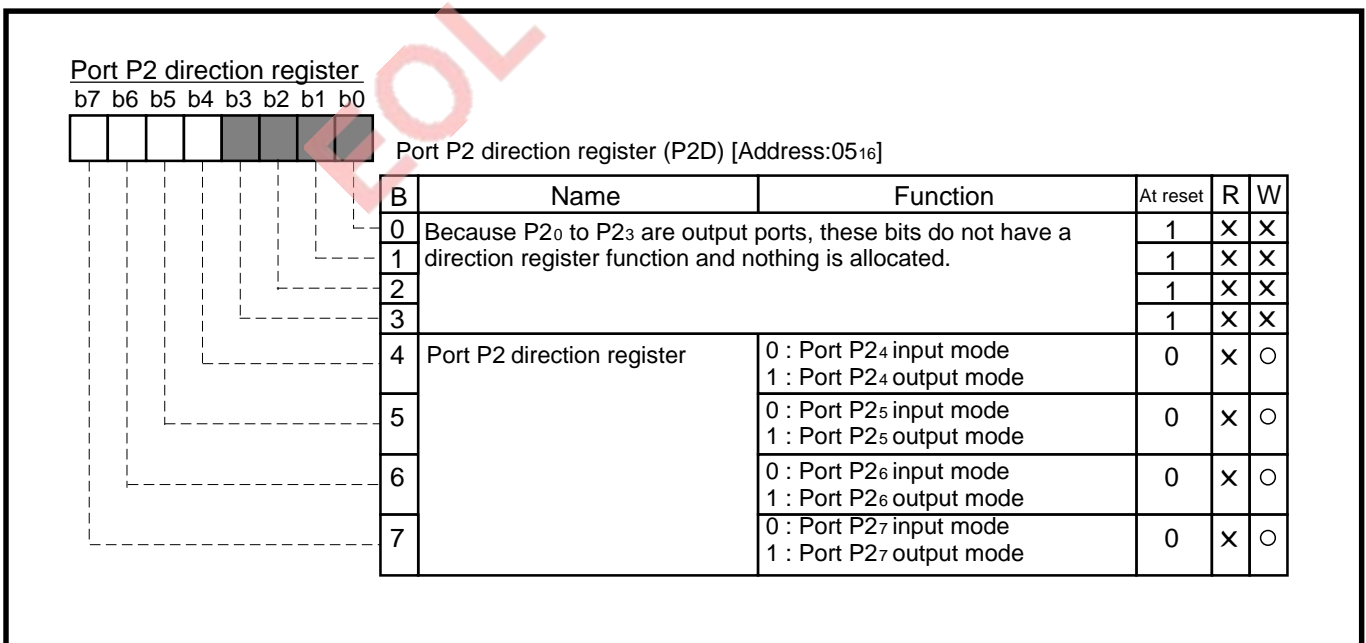 EOL
Port P2 direction register
b7 b6 b5 b4 b3 b2 b1 b0
Port P2 direction register (P2D) [Address:05₁₆]
B Name Function At reset R W
0 Because P2₀ to P2₃ are output ports, these bits do not have a 1 X X
1 direction register function and nothing is allocated. 1 X X
2 1 X X
3 1 X X
4 Port P2 direction register 0 : Port P2₄ input mode 0 X O
1 : Port P2₄ output mode
5 0 : Port P2₅ input mode 0 X O
1 : Port P2₅ output mode
6 0 : Port P2₆ input mode 0 X O
1 : Port P2₆ output mode
7 0 : Port P2₇ input mode 0 X O
1 : Port P2₇ output mode